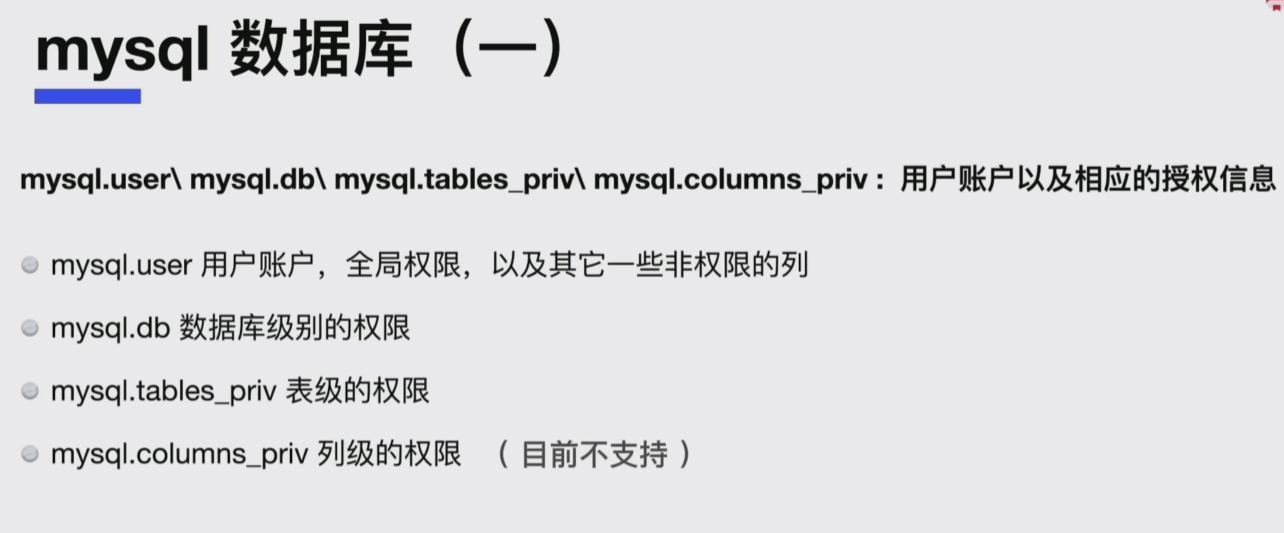 mysql 数据库（一）
mysql.user\ mysql.db\ mysql.tables_priv\ mysql.columns_priv： 用户账户以及相应的授权信息
mysql.user 用户账户，全局权限，以及其它一些非权限的列
mysql.db 数据库级别的权限
mysql.tables_priv 表级的权限
mysql.columns_priv 列级的权限 （ 目前不支持 ）